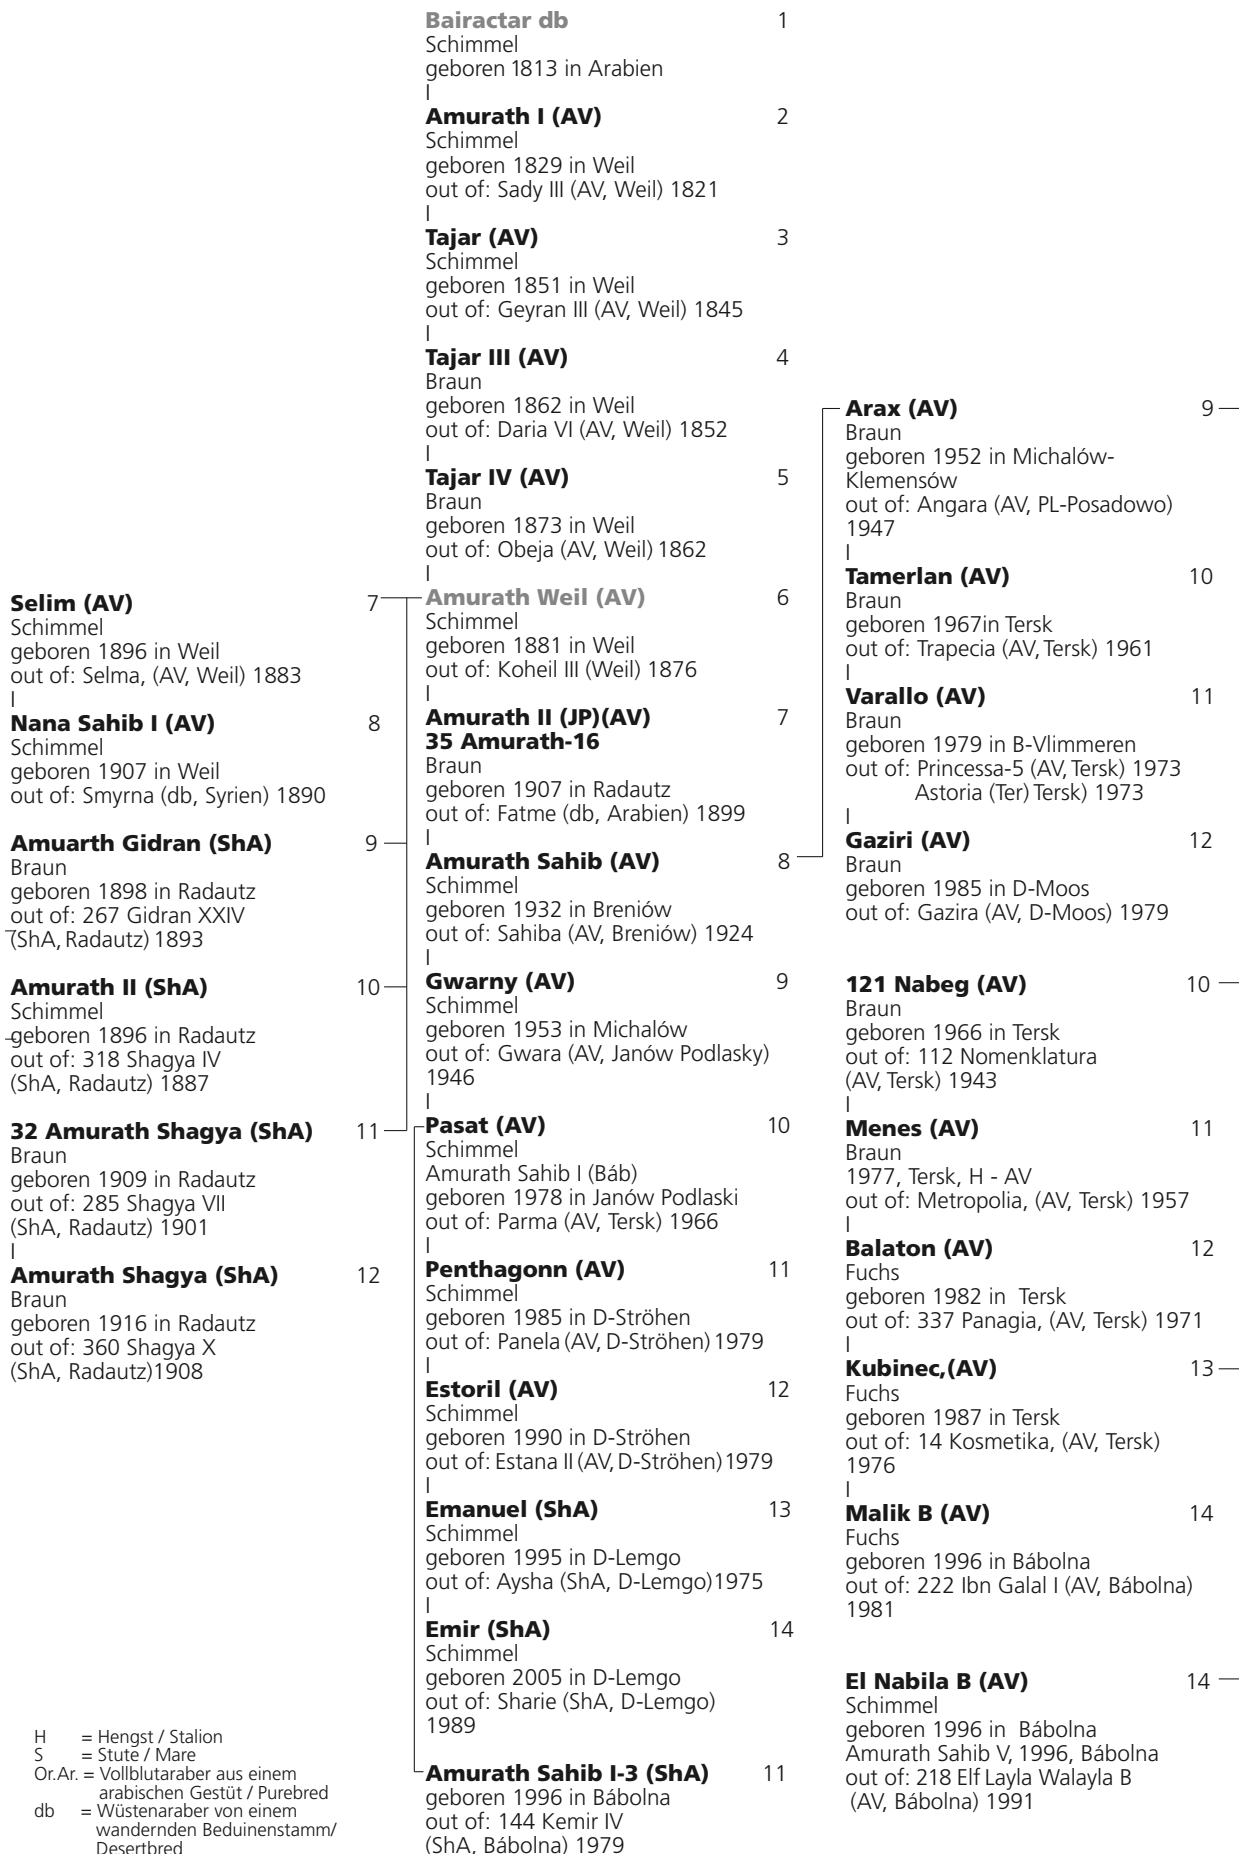 Bairactar db 1
Schimmel
geboren 1813 in Arabien
Amurath I (AV) 2
Schimmel
geboren 1829 in Weil
out of: Sady III (AV, Weil) 1821
Tajar (AV) 3
Schimmel
geboren 1851 in Weil
out of: Geyran III (AV, Weil) 1845
Tajar III (AV) 4
Braun
geboren 1862 in Weil
out of: Daria VI (AV, Weil) 1852
Tajar IV (AV) 5
Braun
geboren 1873 in Weil
out of: Obeja (AV, Weil) 1862
Amurath Weil (AV) 6
Schimmel
geboren 1881 in Weil
out of: Koheil III (Weil) 1876
Amurath II (JP)(AV) 7
35 Amurath-16
Braun
geboren 1907 in Radautz
out of: Fatme (db, Arabien) 1899
Amurath Sahib (AV) 8
Schimmel
geboren 1932 in Breniów
out of: Sahiba (AV, Breniów) 1924
Gwarny (AV) 9
Schimmel
geboren 1953 in Michalów
out of: Gwara (AV, Janów Podlasky)
1946
Pasat (AV) 10
Schimmel
Amurath Sahib I (Báb)
geboren 1978 in Janów Podlaski
out of: Parma (AV, Tersk) 1966
Penthagonn (AV) 11
Schimmel
geboren 1985 in D-Ströhen
out of: Panela (AV, D-Ströhen) 1979
Estoril (AV) 12
Schimmel
geboren 1990 in D-Ströhen
out of: Estana II (AV, D-Ströhen) 1979
Emanuel (ShA) 13
Schimmel
geboren 1995 in D-Lemgo
out of: Aysha (ShA, D-Lemgo)1975
Emir (ShA) 14
Schimmel
geboren 2005 in D-Lemgo
out of: Sharie (ShA, D-Lemgo)
1989
Amurath Sahib I-3 (ShA) 11
geboren 1996 in Bábolna
out of: 144 Kemir IV
(ShA, Bábolna) 1979
Selim (AV) 7
Schimmel
geboren 1896 in Weil
out of: Selma, (AV, Weil) 1883
Nana Sahib I (AV) 8
Schimmel
geboren 1907 in Weil
out of: Smyrna (db, Syrien) 1890
Amuarth Gidran (ShA) 9
Braun
geboren 1898 in Radautz
out of: 267 Gidran XXIV
(ShA, Radautz) 1893
Amurath II (ShA) 10
Schimmel
geboren 1896 in Radautz
out of: 318 Shagya IV
(ShA, Radautz) 1887
32 Amurath Shagya (ShA) 11
Braun
geboren 1909 in Radautz
out of: 285 Shagya VII
(ShA, Radautz) 1901
Amurath Shagya (ShA) 12
Braun
geboren 1916 in Radautz
out of: 360 Shagya X
(ShA, Radautz)1908
H = Hengst / Stalion
S = Stute / Mare
Or.Ar. = Vollblutaraber aus einem
arabischen Gestüt / Purebred
db = Wüstenaraber von einem
wandernden Beduinenstamm/
Desertbred
Arax (AV) 9
Braun
geboren 1952 in Michalów-
Klemensów
out of: Angara (AV, PL-Posadowo)
1947
Tamerlan (AV) 10
Braun
geboren 1967in Tersk
out of: Trapecia (AV, Tersk) 1961
Varallo (AV) 11
Braun
geboren 1979 in B-Vlimmeren
out of: Princessa-5 (AV, Tersk) 1973
Astoria (Ter) Tersk) 1973
Gaziri (AV) 12
Braun
geboren 1985 in D-Moos
out of: Gazira (AV, D-Moos) 1979
121 Nabeg (AV) 10
Braun
geboren 1966 in Tersk
out of: 112 Nomenklatura
(AV, Tersk) 1943
Menes (AV) 11
Braun
1977, Tersk, H - AV
out of: Metropolia, (AV, Tersk) 1957
Balaton (AV) 12
Fuchs
geboren 1982 in Tersk
out of: 337 Panagia, (AV, Tersk) 1971
Kubinec,(AV) 13
Fuchs
geboren 1987 in Tersk
out of: 14 Kosmetika, (AV, Tersk)
1976
Malik B (AV) 14
Fuchs
geboren 1996 in Bábolna
out of: 222 Ibn Galal I (AV, Bábolna)
1981
El Nabila B (AV) 14
Schimmel
geboren 1996 in Bábolna
Amurath Sahib V, 1996, Bábolna
out of: 218 Elf Layla Walayla B
(AV, Bábolna) 1991